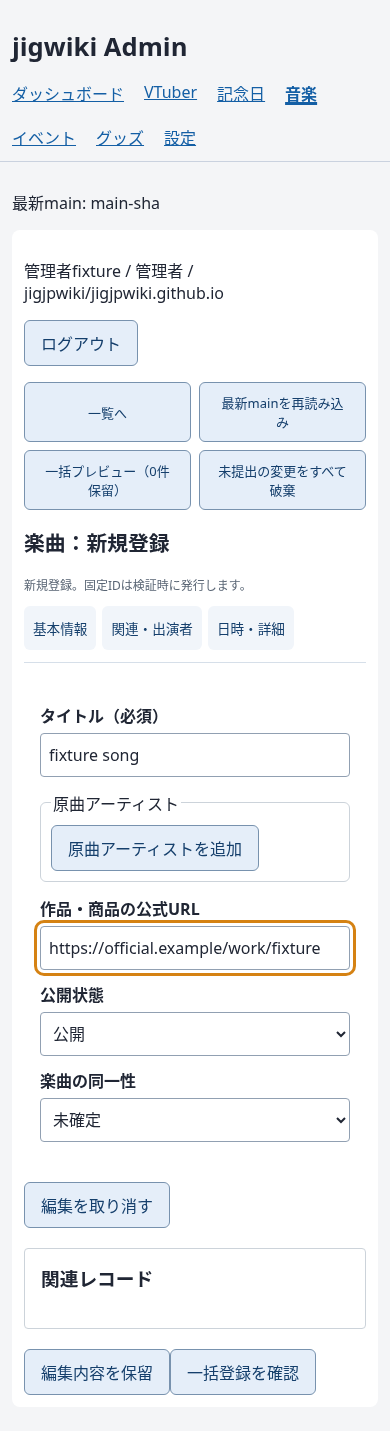 jigwiki Admin
ダッシュボード VTuber 記念日 音楽
イベント グッズ 設定
最新main: main-sha
管理者fixture / 管理者 /
jigjpwiki/jigjpwiki.github.io
ログアウト
一覧へ
最新mainを再読み込
み
一括プレビュー（0件
保留）
未提出の変更をすべて
破棄
楽曲：新規登録
新規登録。固定IDは検証時に発行します。
基本情報 関連・出演者 日時・詳細
タイトル（必須）
fixture song
原曲アーティスト
原曲アーティストを追加
作品・商品の公式URL
https://official.example/work/fixture
公開状態
公開
楽曲の同一性
未確定
編集を取り消す
関連レコード
編集内容を保留 一括登録を確認